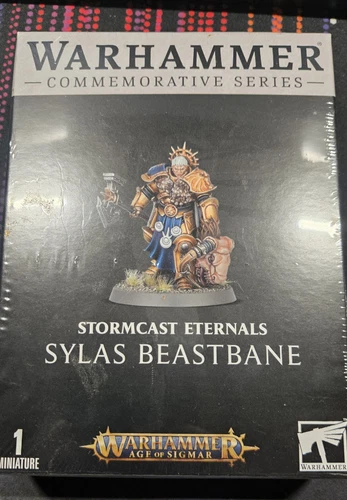 WARHAMMER
COMMEMORATIVE SERIES
STORMCAST ETERNALS
SYLAS BEASTBANE
1
MINIATURE
WARHAMMER
AGE OF SIGMAR
WARHAMMER